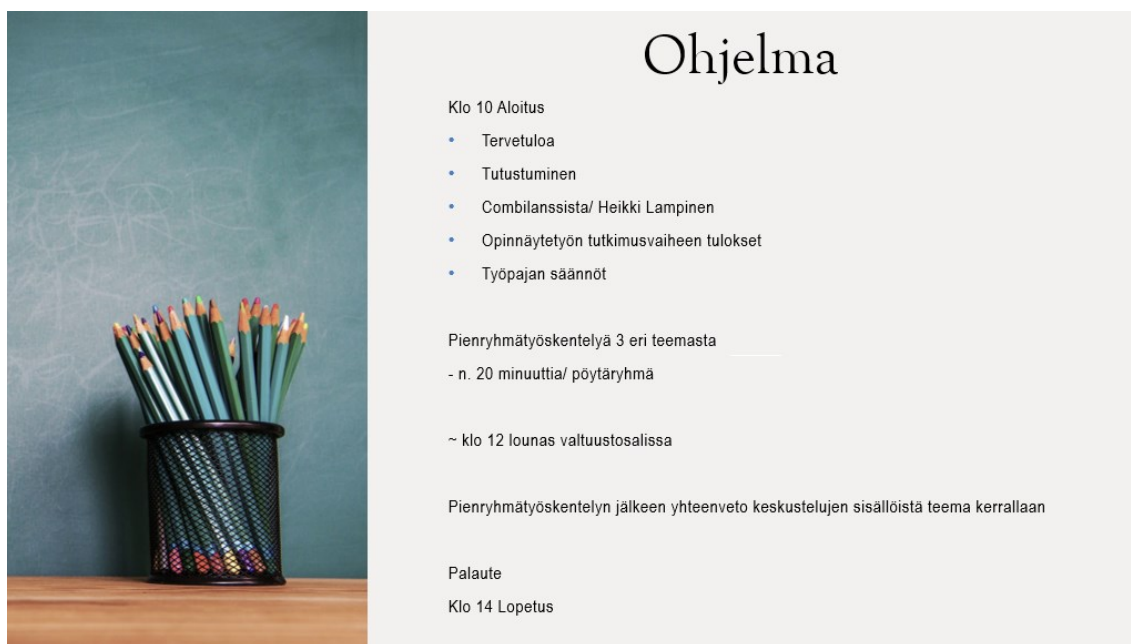 Ohjelma
Klo 10 Aloitus
• Tervetuloa
• Tutustuminen
• Combilanssista/ Heikki Lampinen
• Opinnäytetyön tutkimusvaiheen tulokset
• Työpajan säännöt
Pienryhmätyöskentelyä 3 eri teemasta
- n. 20 minuuttia/ pöytäryhmä
~ klo 12 lounas valtuustosalissa
Pienryhmätyöskentelyn jälkeen yhteenveto keskustelujen sisällöistä teema kerrallaan
Palaute
Klo 14 Lopetus